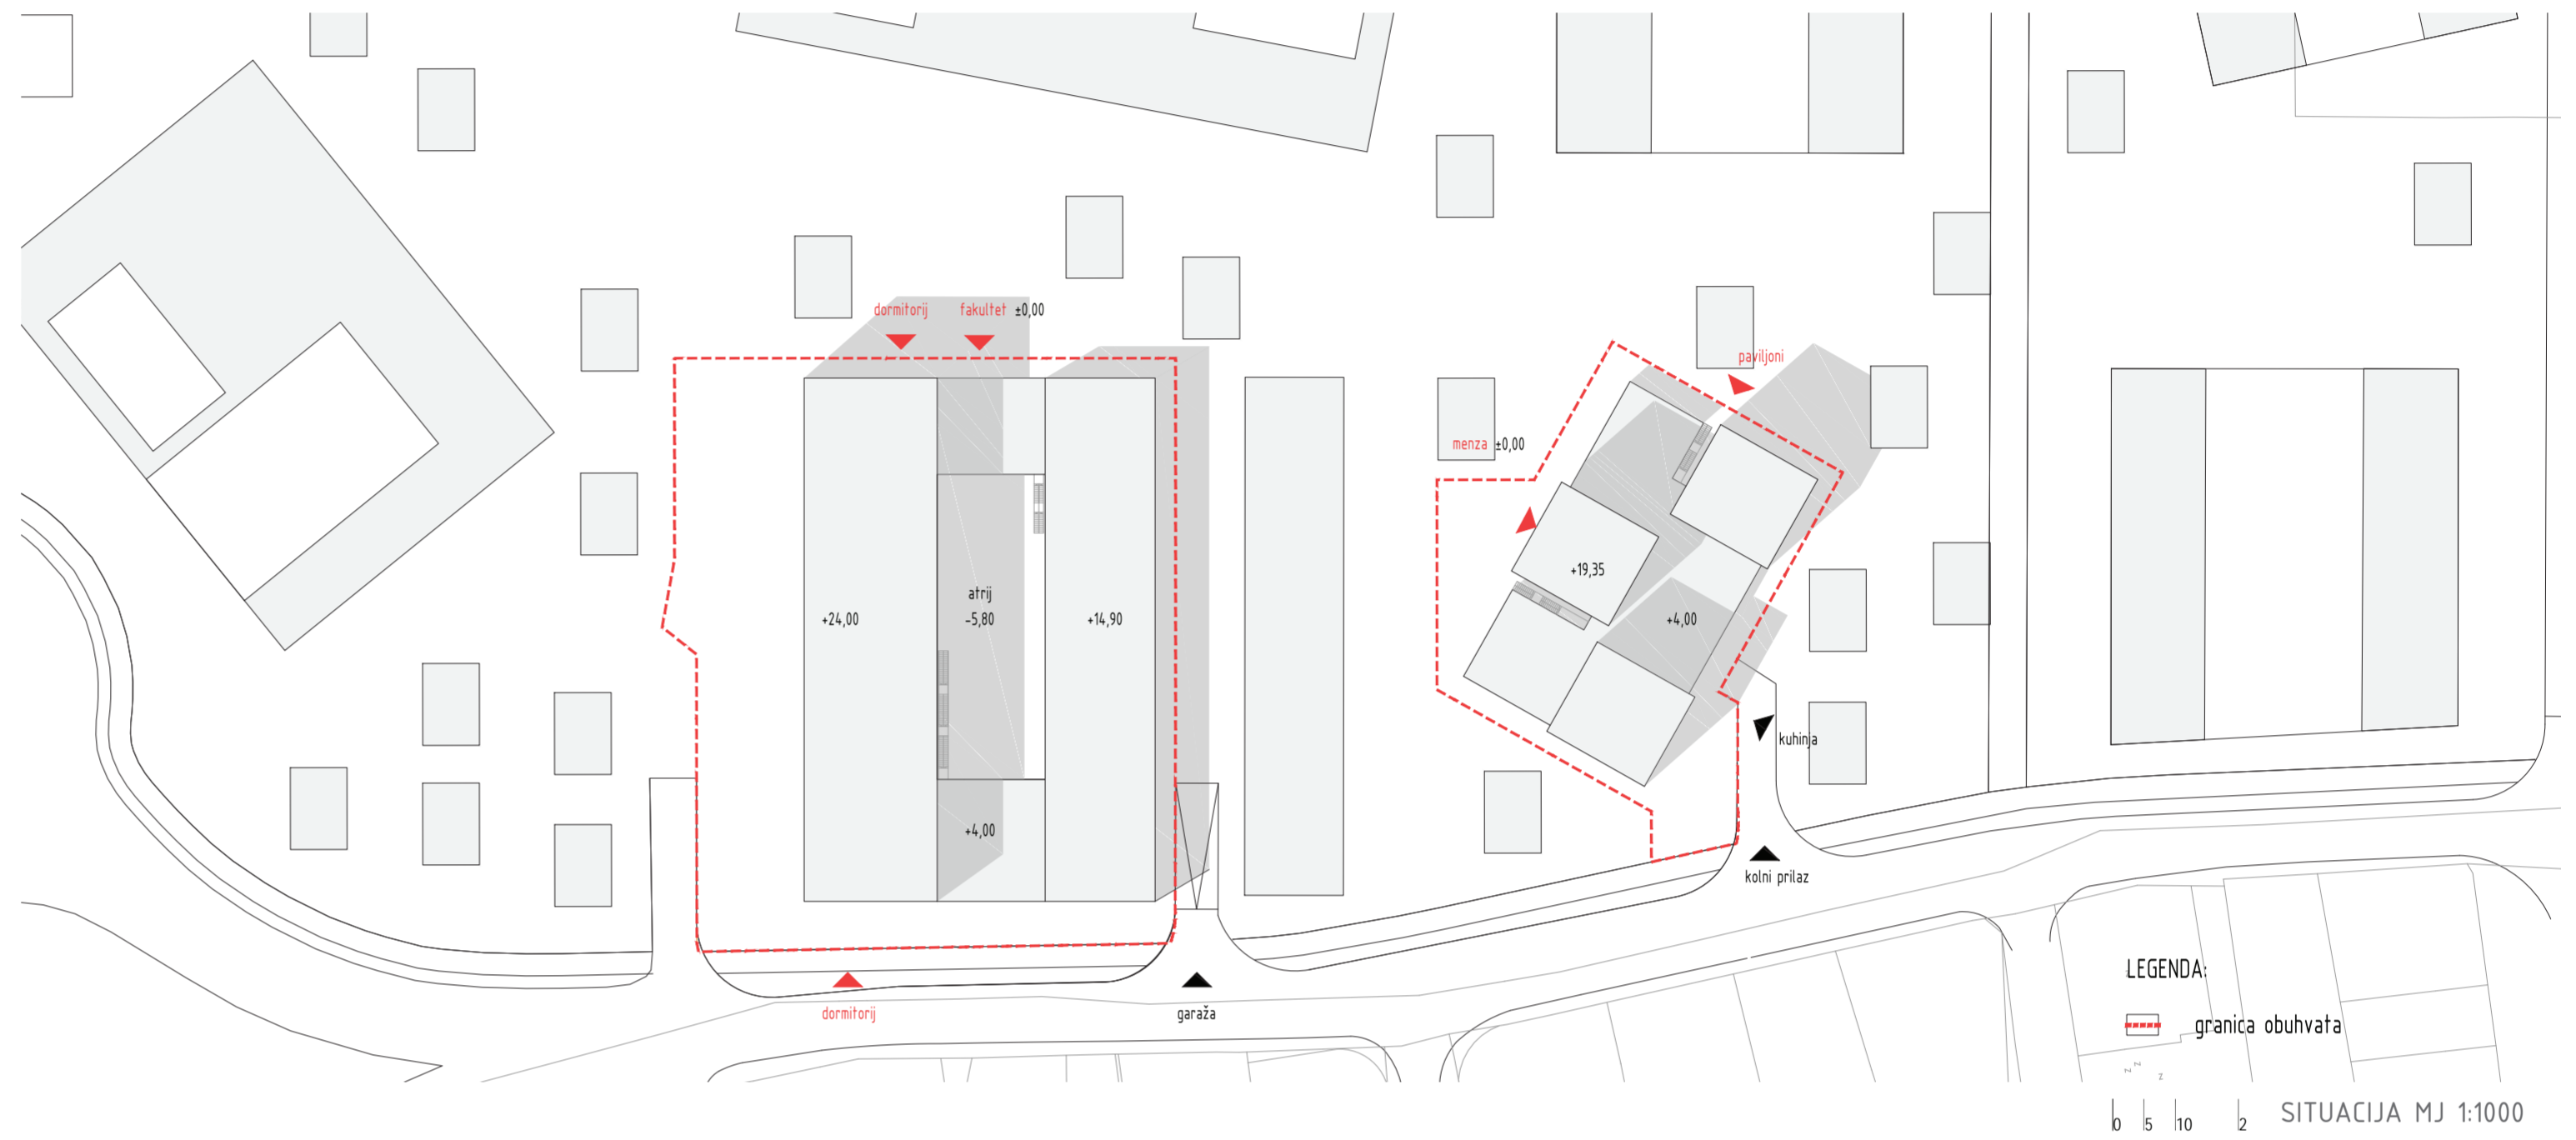 dormitorij fakultet ±0,00
paviljoni
menza ±0,00
+19,35
atrij
+24,00 -5,80 +14,90 +4,00
kuhinja
+4,00
kolni prilaz
dormitorij garaža
LEGENDA:
granica obuhvata
z z z
0 5 10 2 SITUACIJA MJ 1:1000